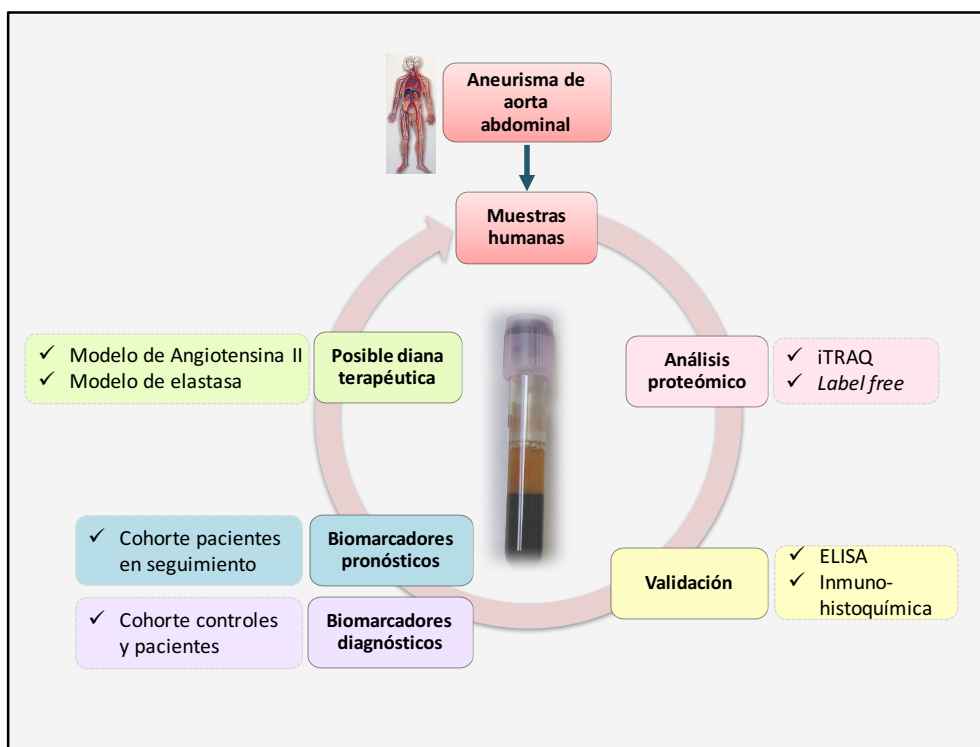 Aneurisma de
aorta
abdominal
Muestras
humanas
Análisis
proteómico
✓ iTRAQ
✓ Label free
Validación
✓ ELISA
✓ Inmuno-
histoquímica
Biomarcadores
diagnósticos
✓ Cohorte controles
y pacientes
Biomarcadores
pronósticos
✓ Cohorte pacientes
en seguimiento
Posible diana
terapéutica
✓ Modelo de Angiotensina II
✓ Modelo de elastasa